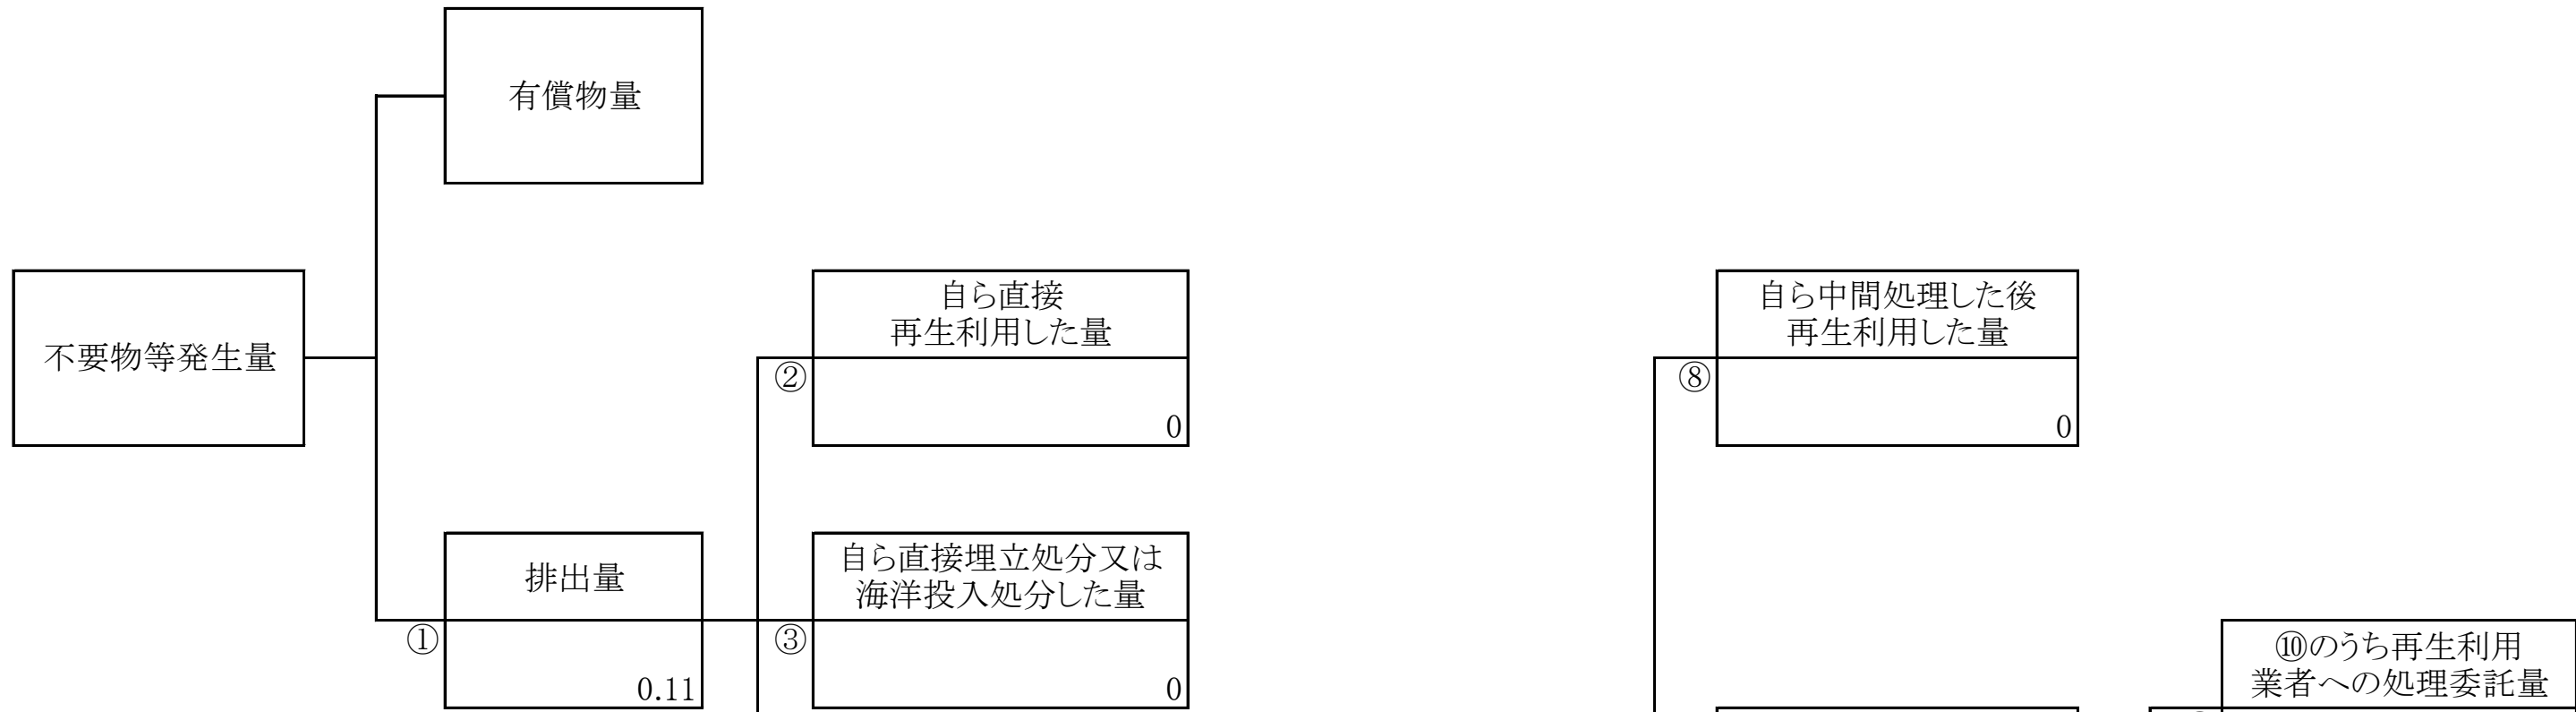 有償物量
不要物等発生量
自ら直接
再生利用した量
②
0
自ら中間処理した後
再生利用した量
⑧
0
排出量
①
0.11
自ら直接埋立処分又は
海洋投入処分した量
③
0
⑩のうち再生利用
業者への処理委託量